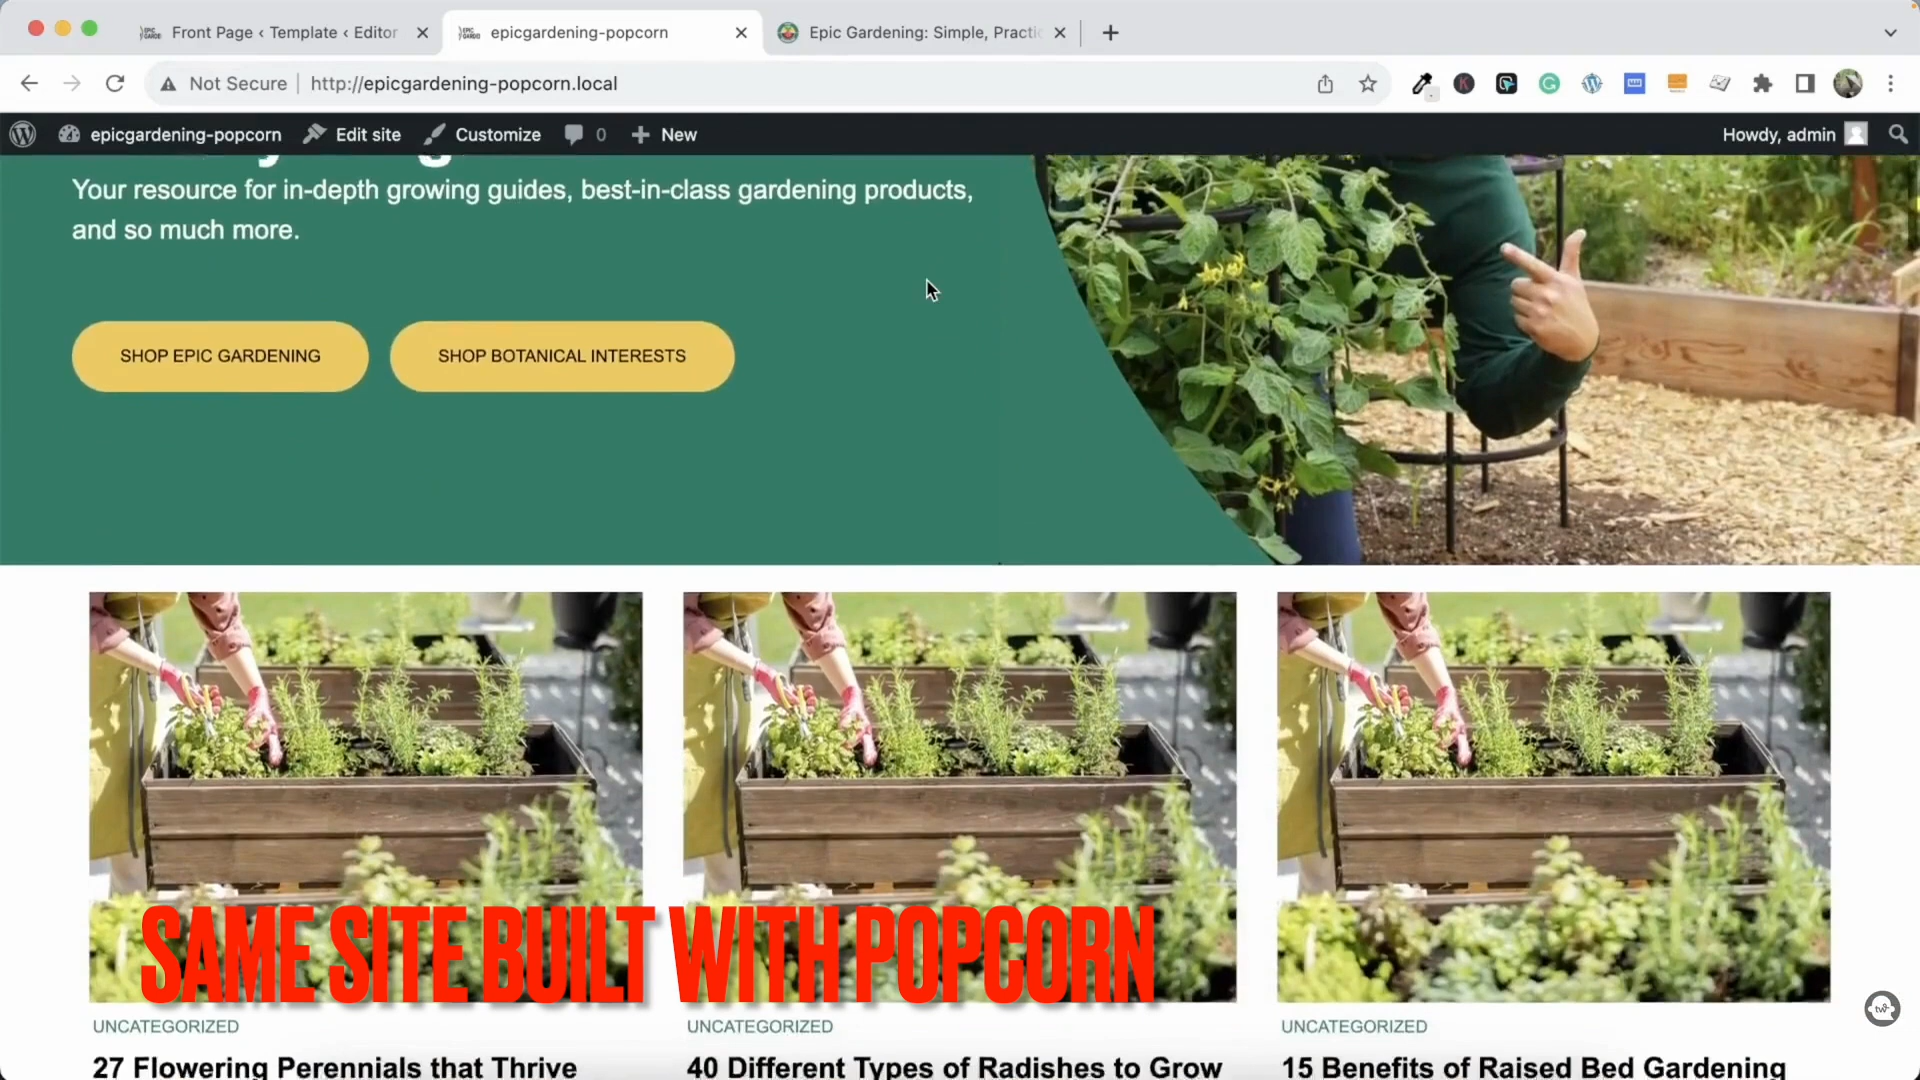 Front Page ‹ Template ‹ Editor
epicgardening-popcorn
Epic Gardening: Simple, Practi
Not Secure
http://epicgardening-popcorn.local
epicgardening-popcorn
Edit site
Customize
0
New
Howdy, admin
Your resource for in-depth growing guides, best-in-class gardening products,
and so much more.
SHOP EPIC GARDENING
SHOP BOTANICAL INTERESTS
SAME SITE BUILT WITH POPCORN
UNCATEGORIZED
UNCATEGORIZED
UNCATEGORIZED
27 Flowering Perennials that Thrive
40 Different Types of Radishes to Grow
15 Benefits of Raised Bed Gardening